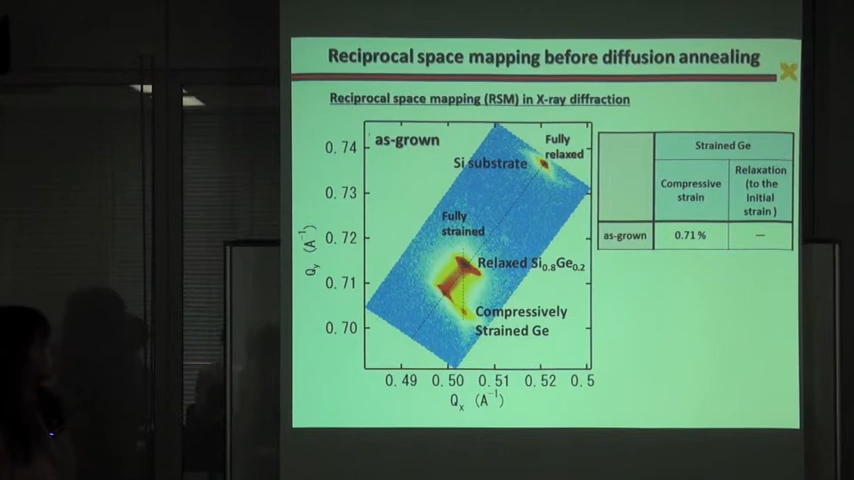 Reciprocal space mapping before diffusion annealing
Reciprocal space mapping (RSM) in X-ray diffraction
as-grown
Fully
relaxed
Si substrate
Fully
strained
Relaxed Si0.8Ge0.2
Compressively
Strained Ge
0.74
0.73
0.72
0.71
0.70
Qy (A⁻¹)
0.49 0.50 0.51 0.52 0.5
Qx (A⁻¹)
Strained Ge
Compressive
strain
Relaxation
(to the
initial
strain )
as-grown 0.71 % —